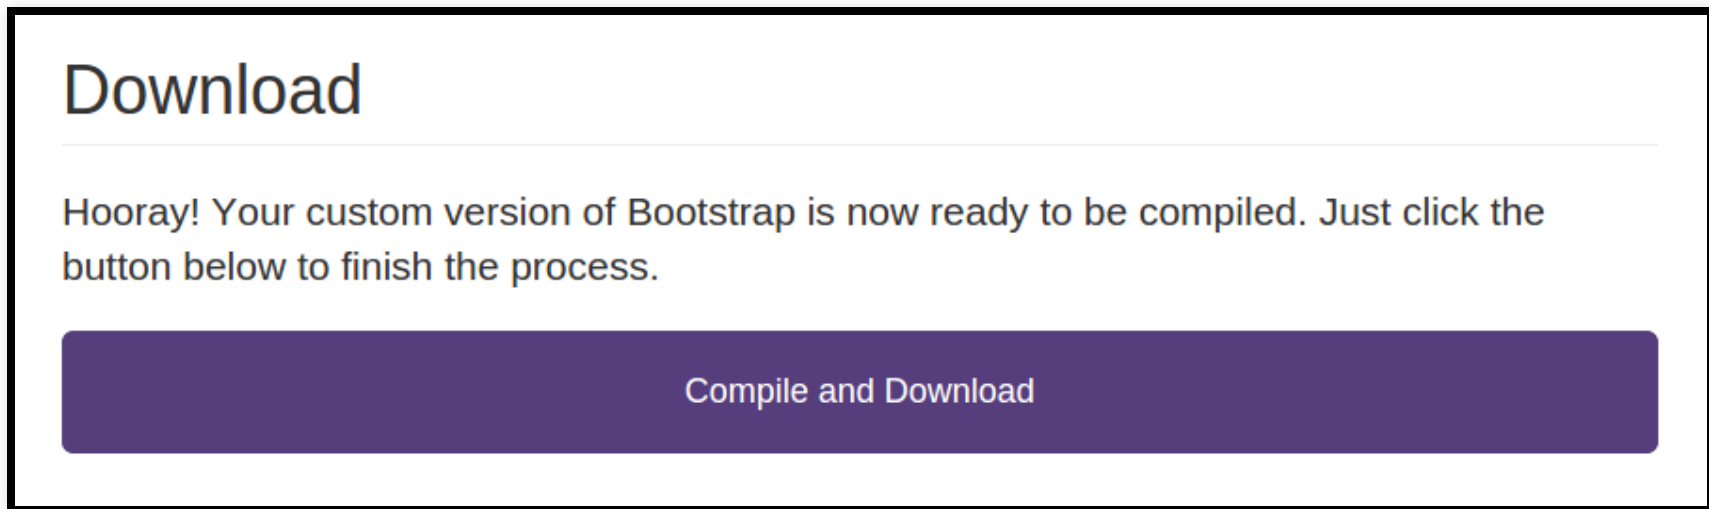 Download
Hooray! Your custom version of Bootstrap is now ready to be compiled. Just click the
button below to finish the process.
Compile and Download